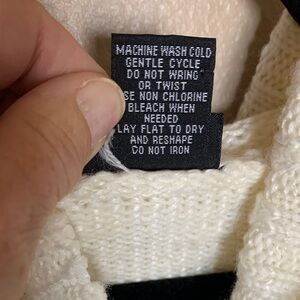 MACHINE WASH COLD
GENTLE CYCLE
DO NOT WRING
OR TWIST
SE NON CHLORINE
BLEACH WHEN
NEEDED
LAY FLAT TO DRY
AND RESHAPE
DO NOT IRON